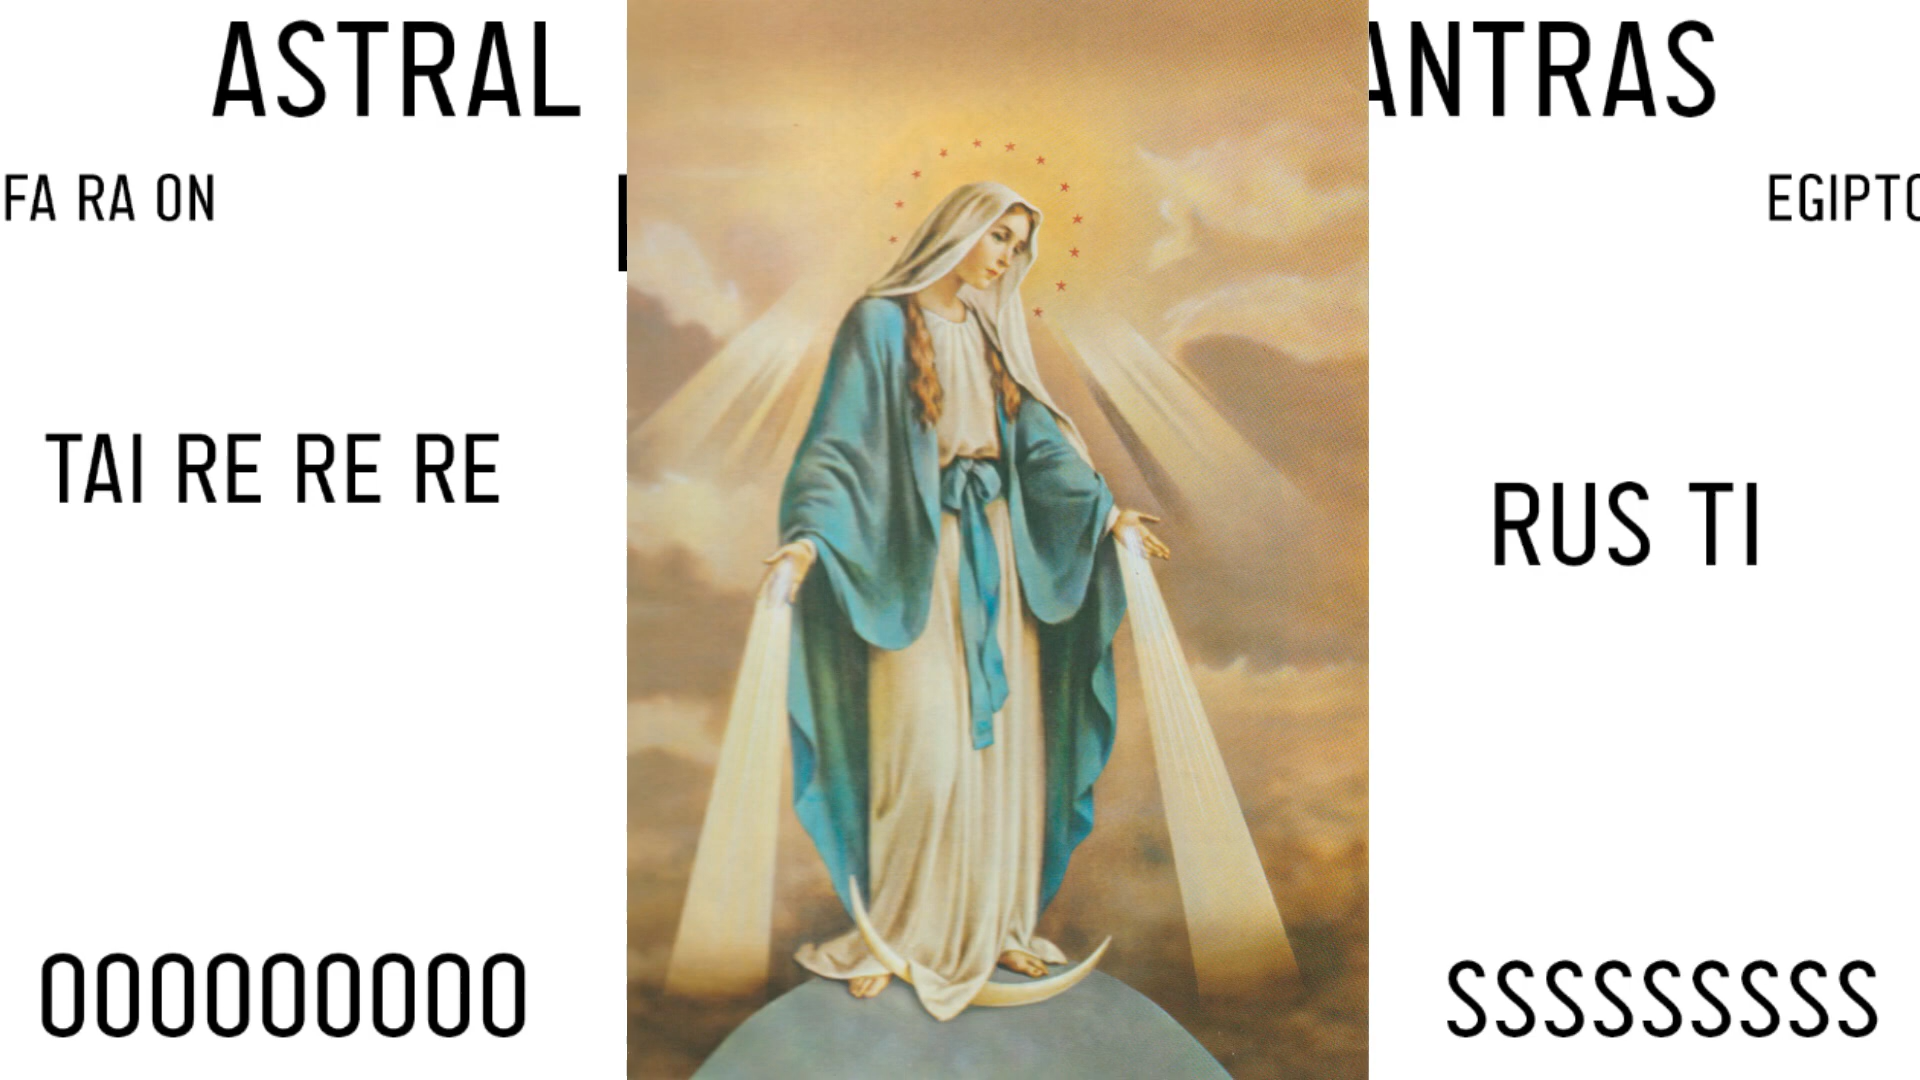 ASTRAL ANTRAS
FA RA ON EGIPTO
TAI RE RE RE
RUS TI
OOOOOOOOO
SSSSSSSSS